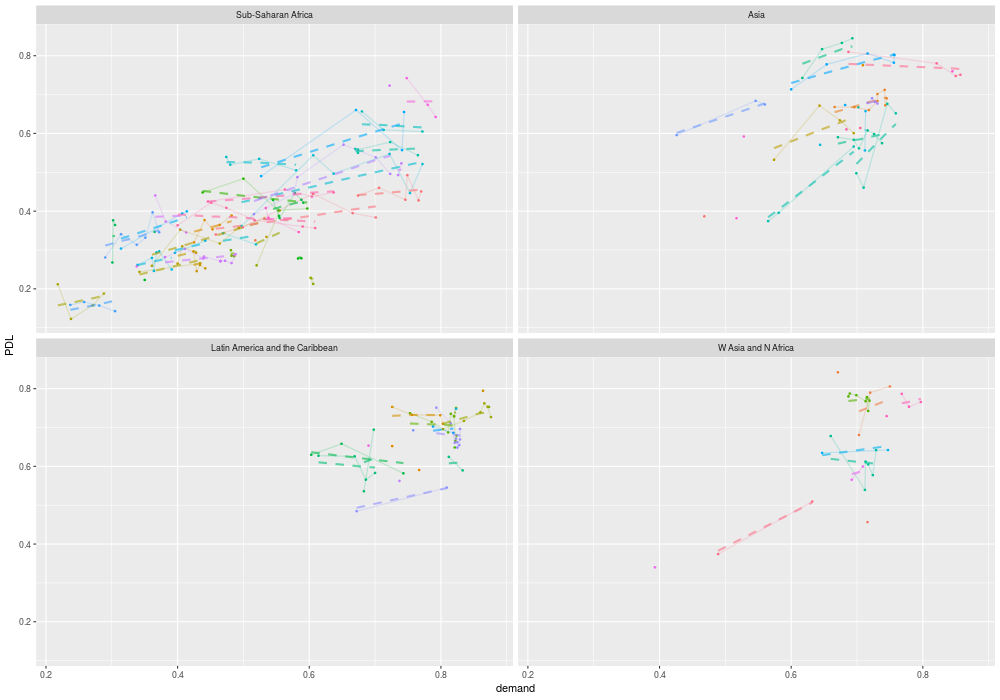 Sub-Saharan Africa
Asia
0.8
0.6
0.4
0.2
PDL
Latin America and the Caribbean
W Asia and N Africa
0.8
0.6
0.4
0.2
0.2 0.4 0.6 0.8 0.2 0.4 0.6 0.8
demand